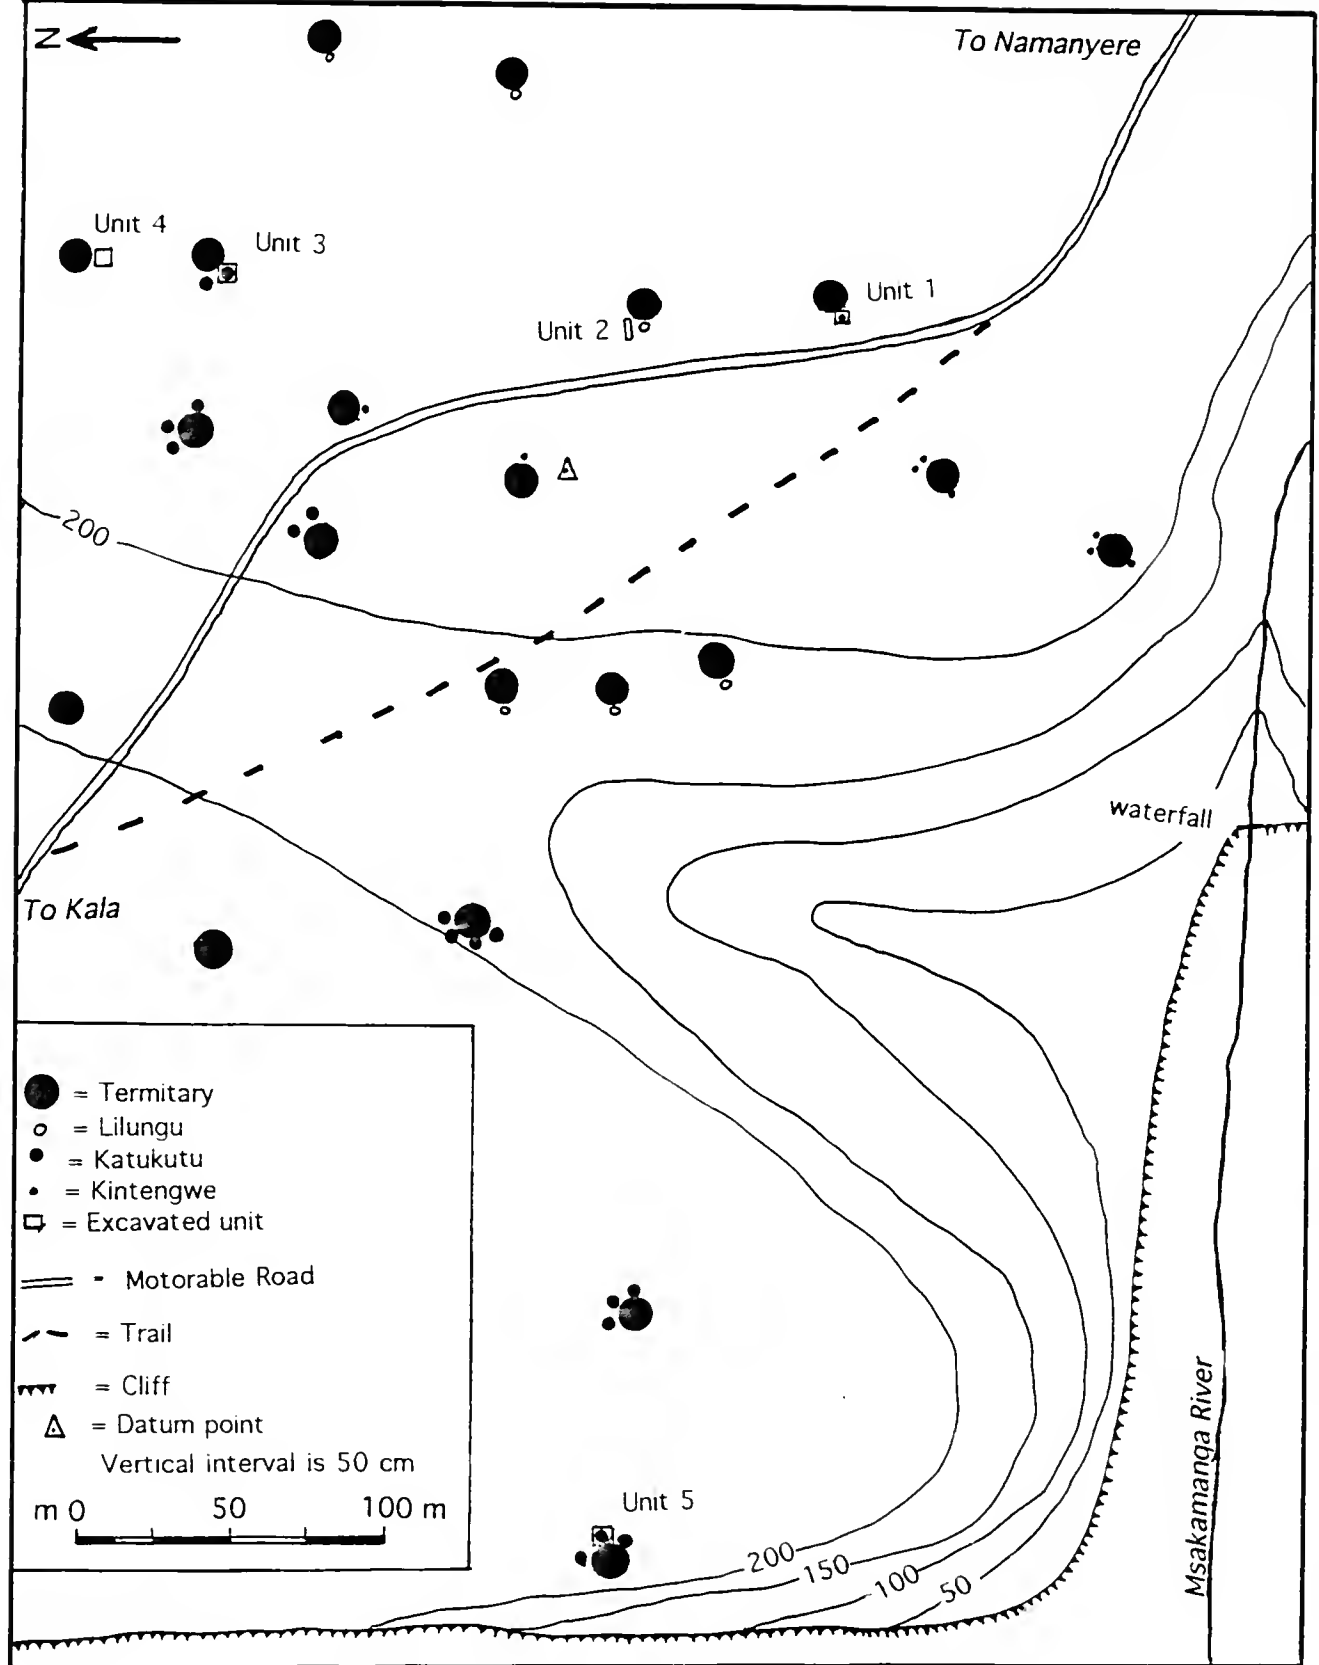 N
To Namanyere
Unit 4
Unit 3
Unit 1
Unit 2
200
waterfall
To Kala
= Termitary
= Lilungu
= Katukutu
= Kintengwe
= Excavated unit
- Motorable Road
= Trail
= Cliff
= Datum point
Vertical interval is 50 cm
m 0 50 100 m
Unit 5
200
150
100
50
Msakamanga River